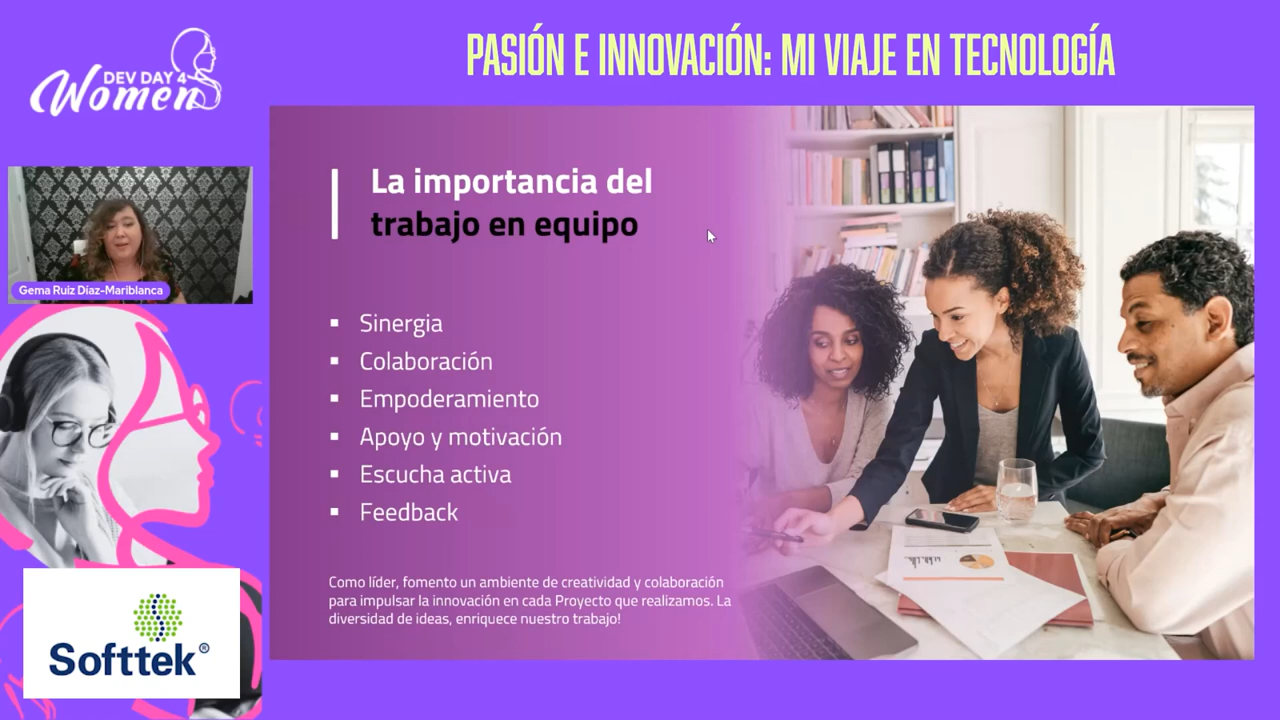 DEV DAY 4
Women
PASIÓN E INNOVACIÓN: MI VIAJE EN TECNOLOGÍA
Gema Ruiz Díaz-Mariblanca
La importancia del
trabajo en equipo
▪ Sinergia
▪ Colaboración
▪ Empoderamiento
▪ Apoyo y motivación
▪ Escucha activa
▪ Feedback
Como líder, fomento un ambiente de creatividad y colaboración
para impulsar la innovación en cada Proyecto que realizamos. La
diversidad de ideas, enriquece nuestro trabajo!
Softtek®